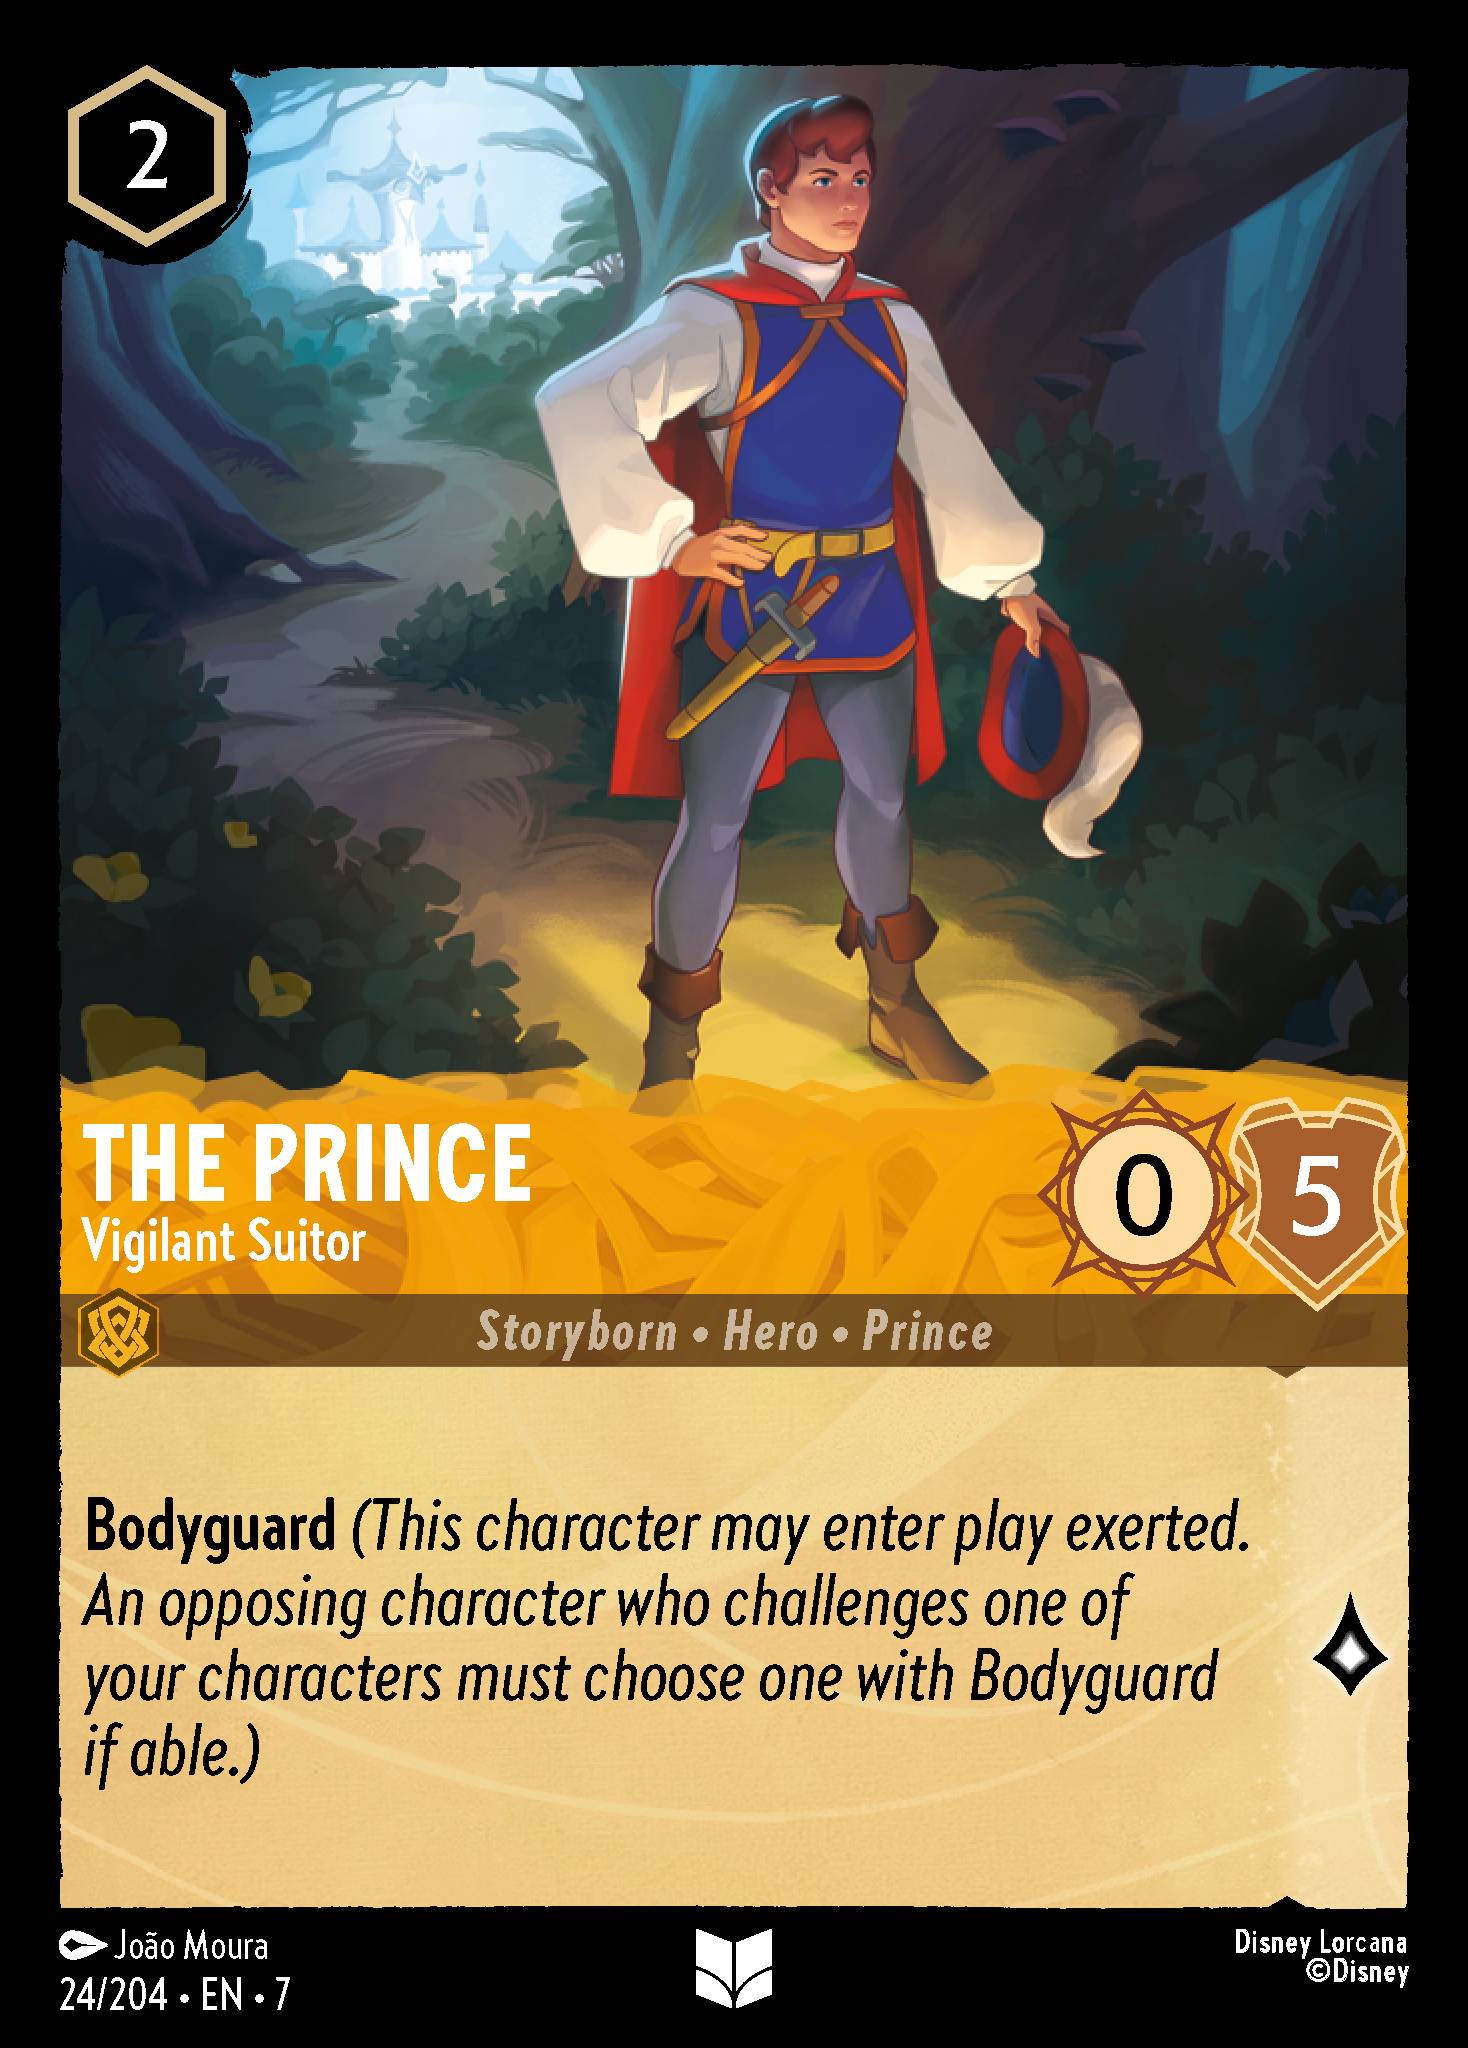 2
THE PRINCE
Vigilant Suitor
0
5
Storyborn • Hero • Prince
Bodyguard (This character may enter play exerted.
An opposing character who challenges one of
your characters must choose one with Bodyguard
if able.)
João Moura
24/204 • EN • 7
Disney Lorcana
©Disney